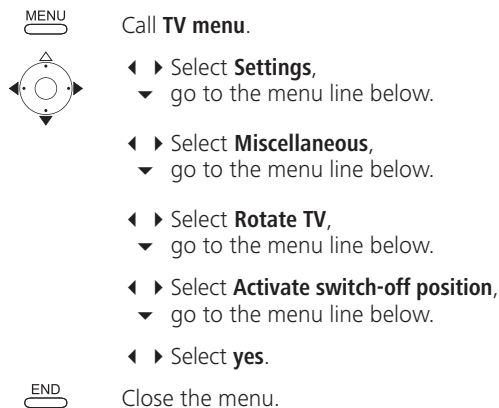 MENU
Call TV menu.
Select Settings,
go to the menu line below.
Select Miscellaneous,
go to the menu line below.
Select Rotate TV,
go to the menu line below.
Select Activate switch-off position,
go to the menu line below.
Select yes.
END
Close the menu.